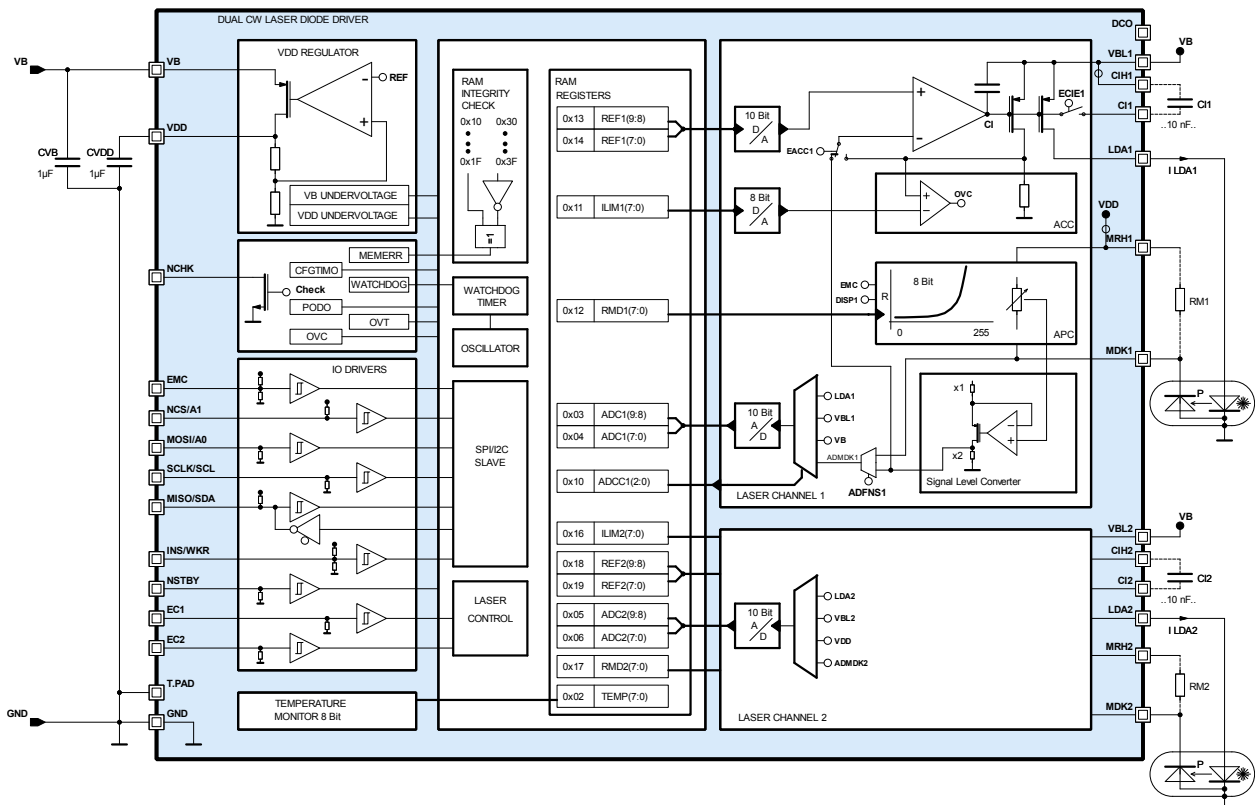 DUAL CW LASER DIODE DRIVER
DCO
VB
VB
VDD REGULATOR
REF
VDD
CVB
1µF
CVDD
1µF
VB UNDERVOLTAGE
VDD UNDERVOLTAGE
NCHK
Check
MEMERR
CFGTIMO
WATCHDOG
PODO
OVT
OVC
RAM
INTEGRITY
CHECK
0x10
0x30
0x1F
0x3F
=1
WATCHDOG
TIMER
OSCILLATOR
IO DRIVERS
EMC
NCS/A1
MOSI/A0
SCLK/SCL
MISO/SDA
INS/WKR
NSTBY
EC1
EC2
T.PAD
GND
GND
SPI/I2C
SLAVE
LASER
CONTROL
TEMPERATURE
MONITOR 8 Bit
RAM
REGISTERS
0x13 REF1(9:8)
0x14 REF1(7:0)
0x11 ILIM1(7:0)
0x12 RMD1(7:0)
0x03 ADC1(9:8)
0x04 ADC1(7:0)
0x10 ADCC1(2:0)
0x16 ILIM2(7:0)
0x18 REF2(9:8)
0x19 REF2(7:0)
0x05 ADC2(9:8)
0x06 ADC2(7:0)
0x17 RMD2(7:0)
0x02 TEMP(7:0)
10 Bit
D
A
8 Bit
D
A
EACC1
CI
ECIE1
OVC
ACC
EMC
DISP1
R
8 Bit
0
255
APC
10 Bit
A
D
LDA1
VBL1
VB
ADMDK1
ADFNS1
x1
x2
Signal Level Converter
LASER CHANNEL 1
10 Bit
A
D
LDA2
VBL2
VDD
ADMDK2
LASER CHANNEL 2
VBL1
VB
CIH1
CI1
CI1
..10 nF..
LDA1
I LDA1
VDD
MRH1
RM1
MDK1
P
VBL2
VB
CIH2
CI2
CI2
..10 nF..
LDA2
I LDA2
MRH2
RM2
MDK2
P